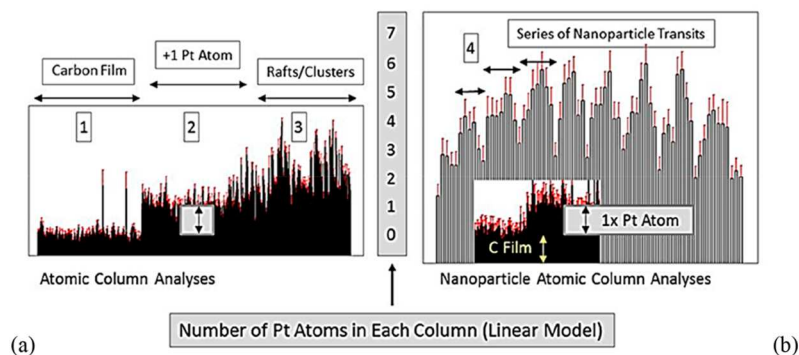 Carbon Film
+1 Pt Atom
Rafts/Clusters
1
2
3
Atomic Column Analyses
7
6
5
4
3
2
1
0
Series of Nanoparticle Transits
4
1x Pt Atom
C Film
Nanoparticle Atomic Column Analyses
Number of Pt Atoms in Each Column (Linear Model)
(a)
(b)